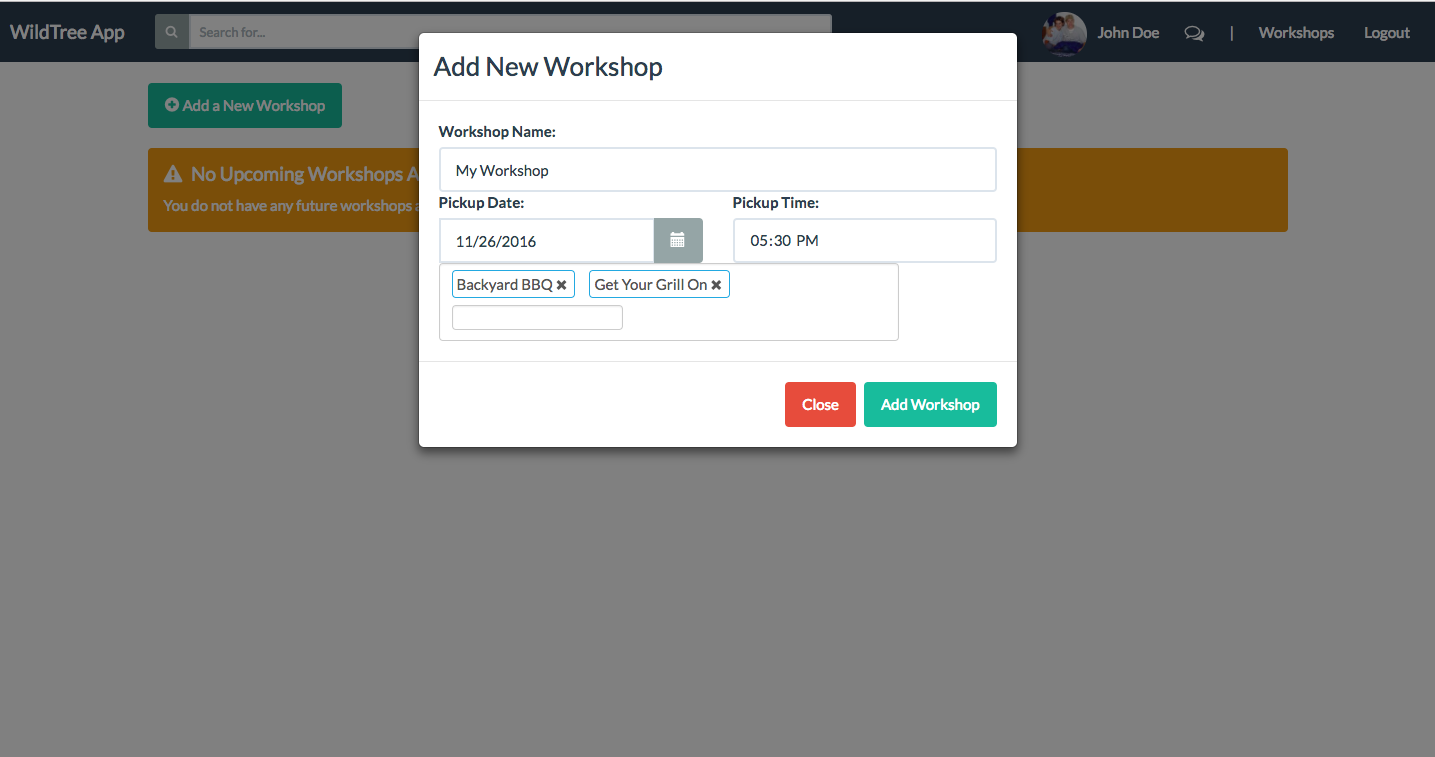 WildTree App
Search for...
John Doe
|
Workshops
Logout
Add a New Workshop
No Upcoming Workshops
You do not have any future workshops
Add New Workshop
Workshop Name:
My Workshop
Pickup Date:
Pickup Time:
11/26/2016
05:30 PM
Backyard BBQ
Get Your Grill On
Close
Add Workshop